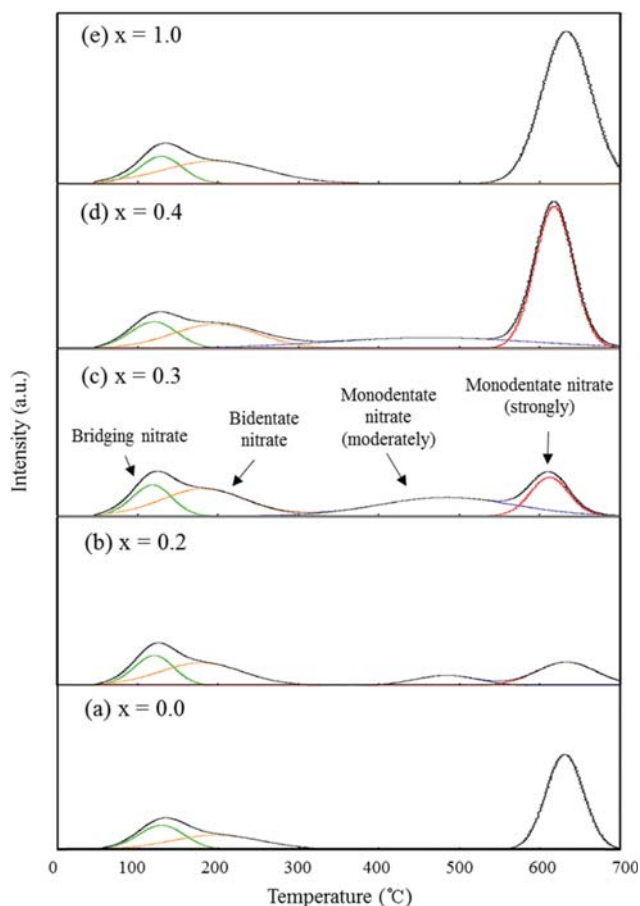 (e) x = 1.0
(d) x = 0.4
(c) x = 0.3
Bridging nitrate
Bidentate
nitrate
Monodentate
nitrate
(moderately)
Monodentate nitrate
(strongly)
(b) x = 0.2
(a) x = 0.0
Intensity (a.u.)
0 100 200 300 400 500 600 700
Temperature (℃)